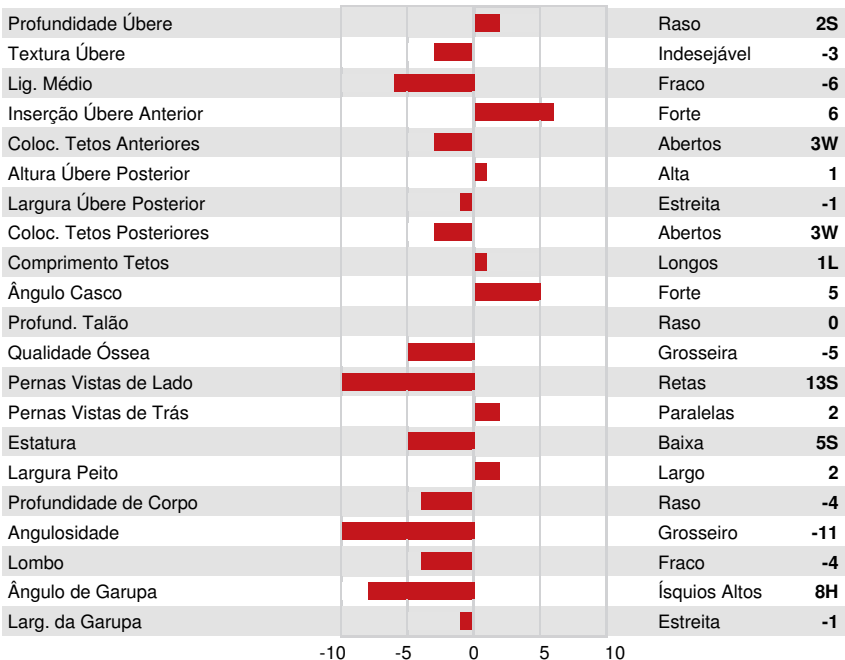 Profundidade Úbere Raso 2S
Textura Úbere Indesejável -3
Lig. Médio Fraco -6
Inserção Úbere Anterior Forte 6
Coloc. Tetos Anteriores Abertos 3W
Altura Úbere Posterior Alta 1
Largura Úbere Posterior Estreita -1
Coloc. Tetos Posteriores Abertos 3W
Comprimento Tetos Longos 1L
Ângulo Casco Forte 5
Profund. Talão Raso 0
Qualidade Óssea Grosseira -5
Pernas Vistas de Lado Retas 13S
Pernas Vistas de Trás Paralelas 2
Estatura Baixa 5S
Largura Peito Largo 2
Profundidade de Corpo Raso -4
Angulosidade Grosseiro -11
Lombo Fraco -4
Ângulo de Garupa Ísquios Altos 8H
Larg. da Garupa Estreita -1
-10 -5 0 5 10